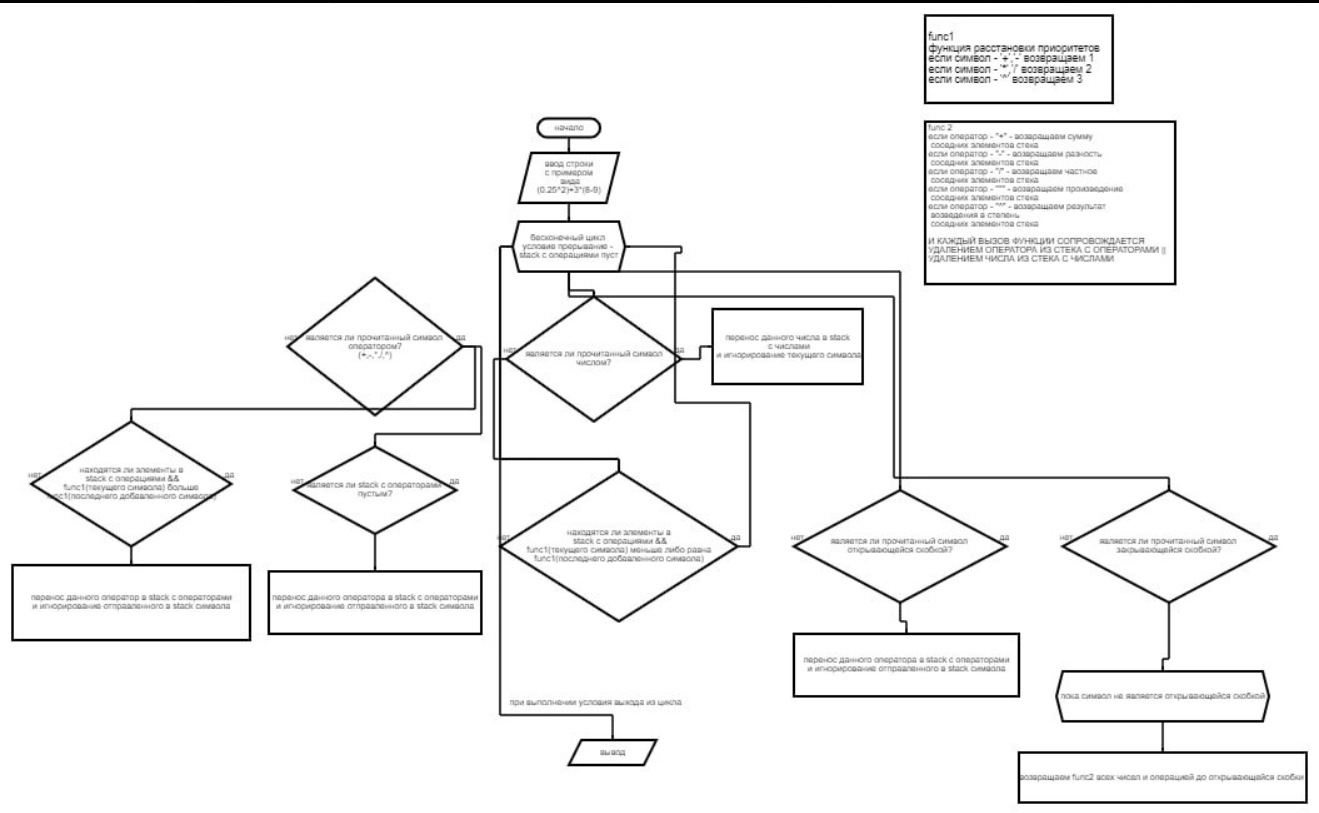 func1
функция расстановки приоритетов
если символ - '+','-' возвращаем 1
если символ - '*','/' возвращаем 2
если символ - '^' возвращаем 3
func 2
если оператор - "+" - возвращаем сумму
соседних элементов стека
если оператор - "-" - возвращаем разность
соседних элементов стека
если оператор - "/" - возвращаем частное
соседних элементов стека
если оператор - "*" - возвращаем произведение
соседних элементов стека
если оператор - "^" - возвращаем результат
возведения в степень
соседних элементов стека
И КАЖДЫЙ ВЫЗОВ ФУНКЦИИ СОПРОВОЖДАЕТСЯ
УДАЛЕНИЕМ ОПЕРАТОРА ИЗ СТЕКА С ОПЕРАТОРАМИ ||
УДАЛЕНИЕМ ЧИСЛА ИЗ СТЕКА С ЧИСЛАМИ
начало
ввод строки
с примером
вида
(0.25^2)+3*(8-9)
бесконечный цикл
условие прерывание -
stack с операциями пуст
нет
является ли прочитанный символ
оператором?
(+,-,*,/,^)
да
нет
является ли прочитанный символ
числом?
да
перенос данного числа в stack
с числами
и игнорирование текущего символа
нет
находятся ли элементы в
stack с операциями &&
func1(текущего символа) больше
func1(последнего добавленного символа)
да
нет
является ли stack с операторами
пустым?
да
нет
находятся ли элементы в
stack с операциями &&
func1(текущего символа) меньше либо равна
func1(последнего добавленного символа)
да
нет
является ли прочитанный символ
открывающейся скобкой?
да
нет
является ли прочитанный символ
закрывающейся скобкой?
да
перенос данного оператор в stack с операторами
и игнорирование отправленного в stack символа
перенос данного оператора в stack с операторами
и игнорирование отправленного в stack символа
перенос данного оператора в stack с операторами
и игнорирование отправленного в stack символа
пока символ не является открывающейся скобкой
при выполнении условия выхода из цикла
вывод
возвращаем func2 всех чисел и операцией до открывающейся скобки